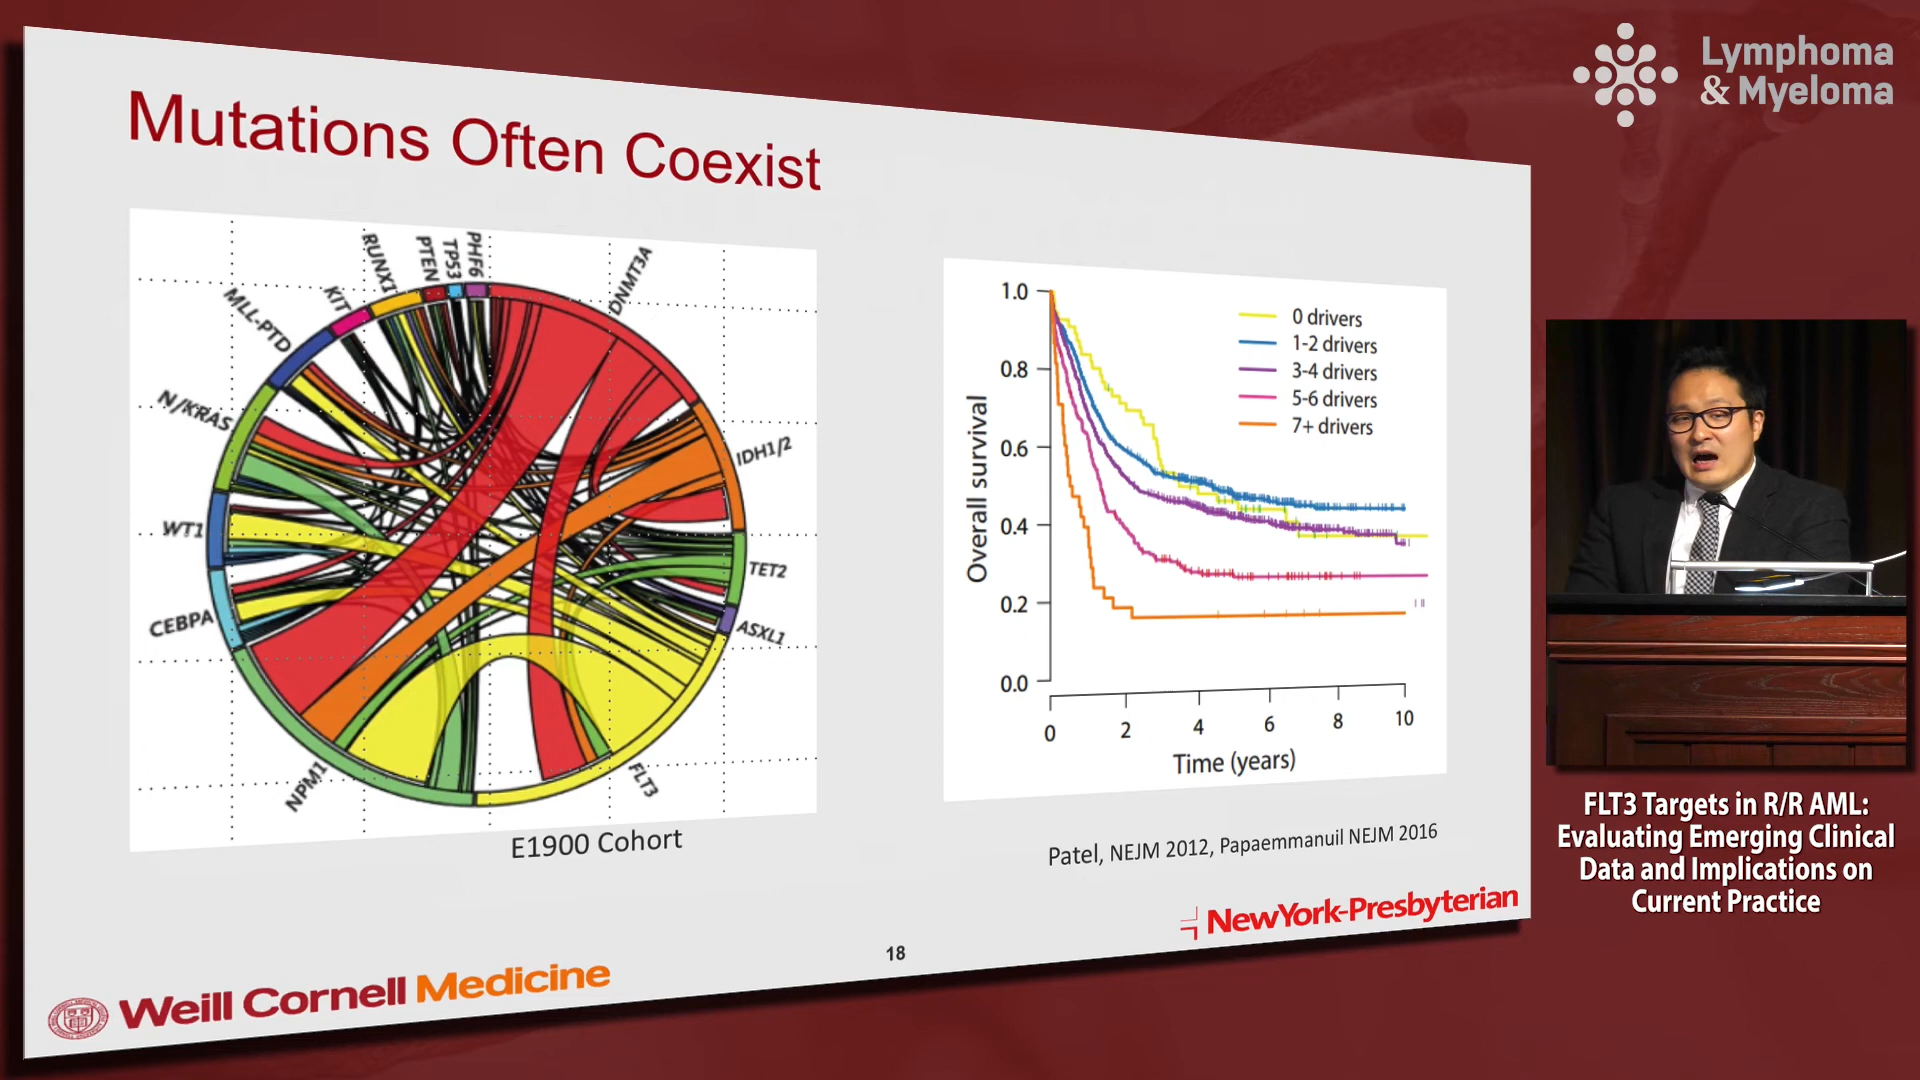 Lymphoma
& Myeloma
Mutations Often Coexist
RUNX1
PTEN
TP53
PHF6
DNMT3A
KIT
MLL-PTD
N/KRAS
IDH1/2
WT1
TET2
CEBPA
ASXL1
NPM1
FLT3
E1900 Cohort
1.0
0.8
0.6
0.4
0.2
0.0
Overall survival
0 drivers
1-2 drivers
3-4 drivers
5-6 drivers
7+ drivers
0 2 4 6 8 10
Time (years)
Patel, NEJM 2012, Papaemmanuil NEJM 2016
NewYork-Presbyterian
18
Weill Cornell Medicine
FLT3 Targets in R/R AML:
Evaluating Emerging Clinical
Data and Implications on
Current Practice